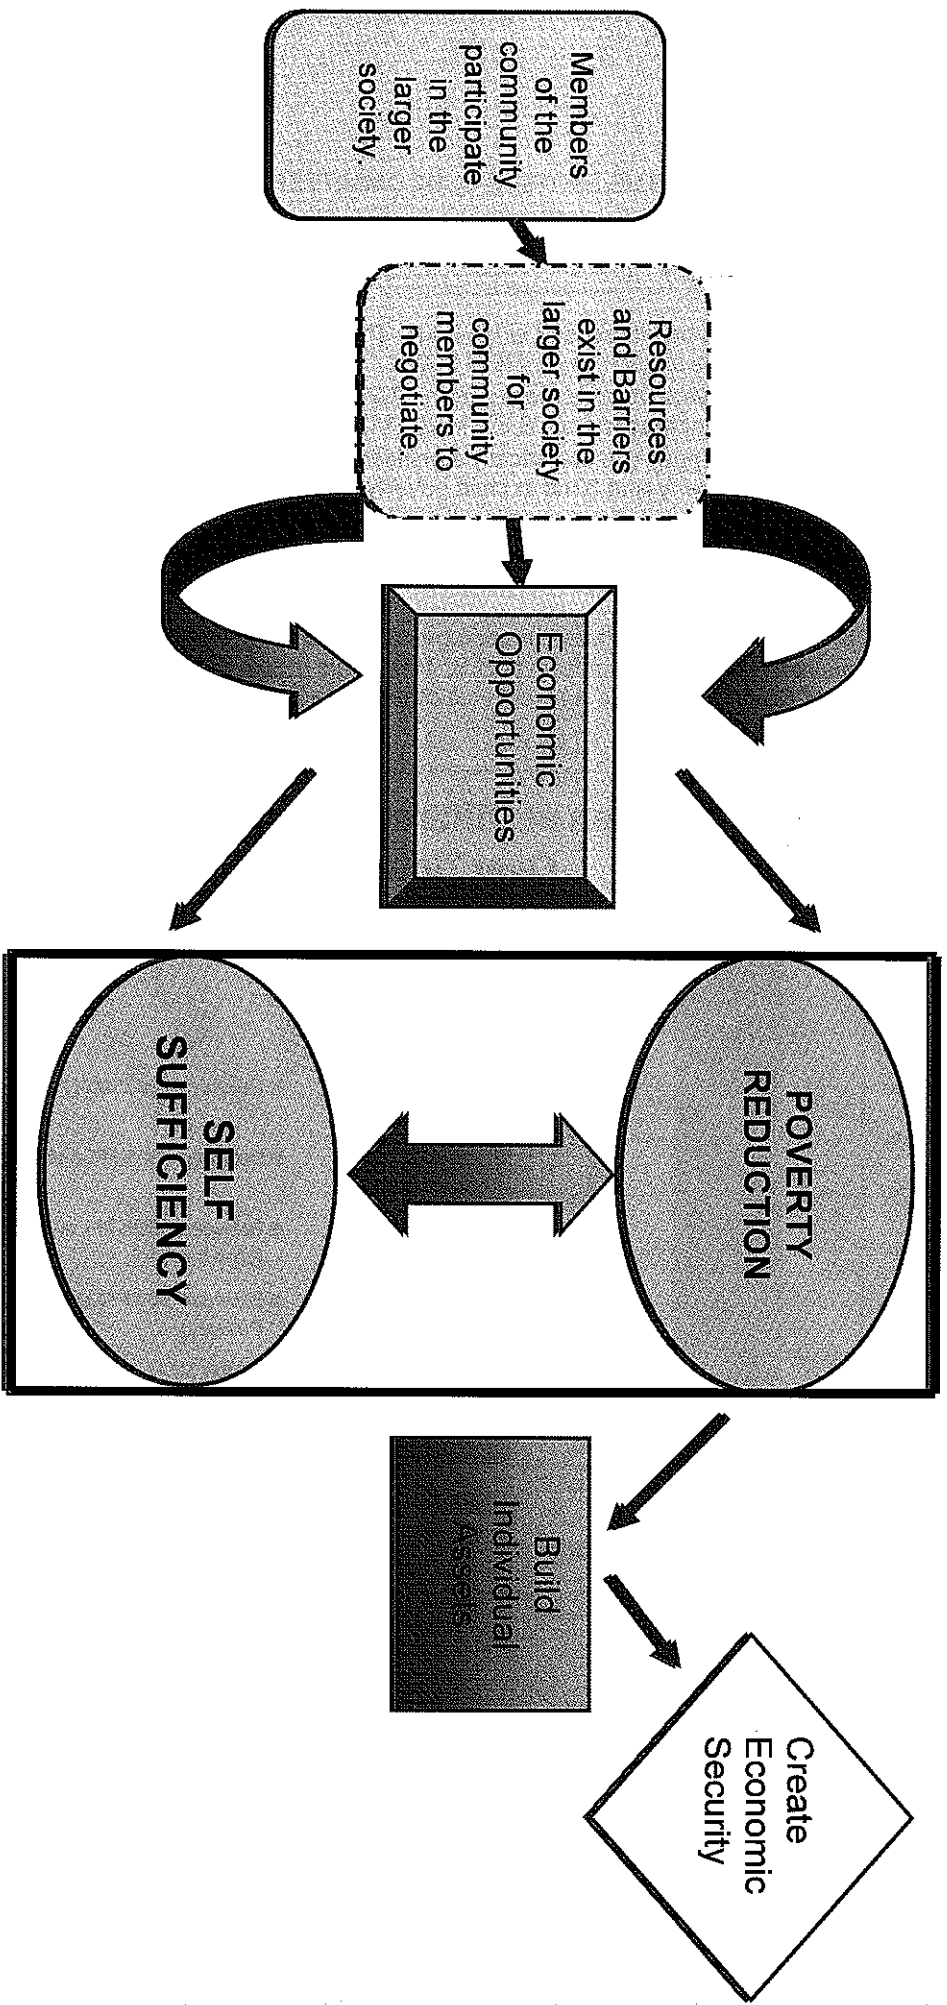 Members
of the
community
participate
in the
larger
society.
Resources
and Barriers
exist in the
larger society
for
community
members to
negotiate.
Economic
Opportunities
POVERTY
REDUCTION
SELF
SUFFICIENCY
Build
Individual
Assets
Create
Economic
Security